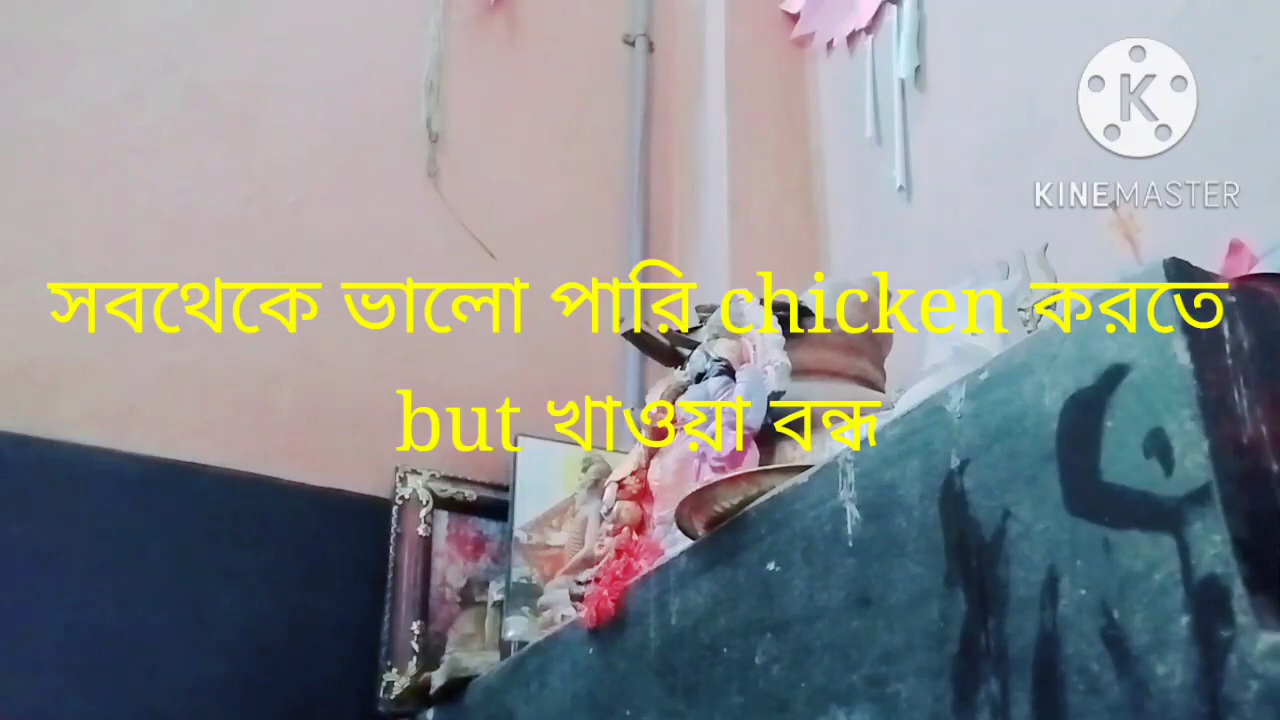 KINEMASTER
সবথেকে ভালো পারি chicken করতে
but খাওয়া বন্ধ